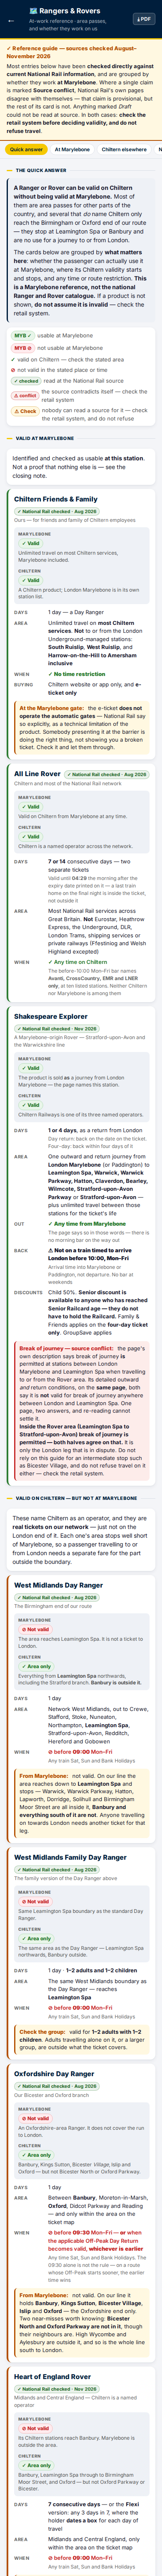 ←
🗺️ Rangers & Rovers
At-work reference · area passes,
and whether they work on us
⤓ PDF
✓ Reference guide — sources checked August–
November 2026
Most entries below have been checked directly against
current National Rail information, and are grouped by
whether they work at Marylebone. Where a single claim
is marked Source conflict, National Rail's own pages
disagree with themselves — that claim is provisional, but
the rest of its card is not. Anything marked Draft
could not be read at source. In both cases: check the
retail system before deciding validity, and do not
refuse travel.
Quick answer
At Marylebone
Chiltern elsewhere
N
THE QUICK ANSWER
A Ranger or Rover can be valid on Chiltern
without being valid at Marylebone. Most of
them are area passes for other parts of the
country, and several that do name Chiltern only
reach the Birmingham or Oxford end of our
map — they stop at Leamington Spa or Banbury
and are no use for a journey to or from London.
The cards below are grouped by what matters
here: whether the passenger can actually use it
at Marylebone, where its Chiltern validity starts
and stops, and any time or direction restriction. This
is a Marylebone reference, not the national
Ranger and Rover catalogue. If a product is not
shown, do not assume it is invalid — check the
retail system.
MYB ✓ usable at Marylebone
MYB ⊘ not usable at Marylebone
✓ valid on Chiltern — check the stated area
⊘ not valid in the stated place or time
✓ checked read at the National Rail source
⚠ conflict the source contradicts itself — check the
retail system
⚠ Check nobody can read a source for it — check
the retail system, and do not refuse
VALID AT MARYLEBONE
Identified and checked as usable at this station.
Not a proof that nothing else is — see the
closing note.
Chiltern Friends & Family
✓ National Rail checked · Aug 2026
Ours — for friends and family of Chiltern employees
MARYLEBONE
✓ Valid
Unlimited travel on most Chiltern services,
Marylebone included.
CHILTERN
✓ Valid
A Chiltern product; London Marylebone is in its own
station list.
DAYS 1 day — a Day Ranger
AREA Unlimited travel on most Chiltern
services. Not to or from the London
Underground-managed stations:
South Ruislip, West Ruislip, and
Harrow-on-the-Hill to Amersham
inclusive
WHEN ✓ No time restriction
BUYING Chiltern website or app only, and e-
ticket only
At the Marylebone gate: the e-ticket does not
operate the automatic gates — National Rail say
so explicitly, as a technical limitation of the
product. Somebody presenting it at the barrier is
doing the right thing, not showing you a broken
ticket. Check it and let them through.
All Line Rover ✓ National Rail checked · Aug 2026
Chiltern and most of the National Rail network
MARYLEBONE
✓ Valid
Valid on Chiltern from Marylebone at any time.
CHILTERN
✓ Valid
Chiltern is a named operator across the network.
DAYS 7 or 14 consecutive days — two
separate tickets
Valid until 04:29 the morning after the
expiry date printed on it — a last train
home on the final night is inside the ticket,
not outside it
AREA Most National Rail services across
Great Britain. Not Eurostar, Heathrow
Express, the Underground, DLR,
London Trams, shipping services or
private railways (Festiniog and Welsh
Highland excepted)
WHEN ✓ Any time on Chiltern
The before-10:00 Mon–Fri bar names
Avanti, CrossCountry, EMR and LNER
only, at ten listed stations. Neither Chiltern
nor Marylebone is among them
Shakespeare Explorer
✓ National Rail checked · Nov 2026
A Marylebone-origin Rover — Stratford-upon-Avon and
the Warwickshire line
MARYLEBONE
✓ Valid
The product is sold as a journey from London
Marylebone — the page names this station.
CHILTERN
✓ Valid
Chiltern Railways is one of its three named operators.
DAYS 1 or 4 days, as a return from London
Day return: back on the date on the ticket.
Four-day: back within four days of it
AREA One outward and return journey from
London Marylebone (or Paddington) to
Leamington Spa, Warwick, Warwick
Parkway, Hatton, Claverdon, Bearley,
Wilmcote, Stratford-upon-Avon
Parkway or Stratford-upon-Avon —
plus unlimited travel between those
stations for the ticket's life
OUT ✓ Any time from Marylebone
The page says so in those words — there is
no morning bar on the way out
BACK ⚠ Not on a train timed to arrive
London before 10:00, Mon–Fri
Arrival time into Marylebone or
Paddington, not departure. No bar at
weekends
DISCOUNTS Child 50%. Senior discount is
available to anyone who has reached
Senior Railcard age — they do not
have to hold the Railcard. Family &
Friends applies on the four-day ticket
only. GroupSave applies
Break of journey — source conflict: the page's
own description says break of journey is
permitted at stations between London
Marylebone and Leamington Spa when travelling
to or from the Rover area. Its detailed outward
and return conditions, on the same page, both
say it is not valid for break of journey anywhere
between London and Leamington Spa. One
page, two answers, and re-reading cannot
settle it.
Inside the Rover area (Leamington Spa to
Stratford-upon-Avon) break of journey is
permitted — both halves agree on that. It is
only the London leg that is in dispute. Do not
rely on this guide for an intermediate stop such
as Bicester Village, and do not refuse travel on it
either — check the retail system.
VALID ON CHILTERN — BUT NOT AT MARYLEBONE
These name Chiltern as an operator, and they are
real tickets on our network — just not on the
London end of it. Each one's area stops well short
of Marylebone, so a passenger travelling to or
from London needs a separate fare for the part
outside the boundary.
West Midlands Day Ranger
✓ National Rail checked · Aug 2026
The Birmingham end of our route
MARYLEBONE
⊘ Not valid
The area reaches Leamington Spa. It is not a ticket to
London.
CHILTERN
✓ Area only
Everything from Leamington Spa northwards,
including the Stratford branch. Banbury is outside it.
DAYS 1 day
AREA Network West Midlands, out to Crewe,
Stafford, Stoke, Nuneaton,
Northampton, Leamington Spa,
Stratford-upon-Avon, Redditch,
Hereford and Gobowen
WHEN ⊘ before 09:00 Mon–Fri
Any time Sat, Sun and Bank Holidays
From Marylebone: not valid. On our line the
area reaches down to Leamington Spa and
stops — Warwick, Warwick Parkway, Hatton,
Lapworth, Dorridge, Solihull and Birmingham
Moor Street are all inside it, Banbury and
everything south of it are not. Anyone travelling
on towards London needs another ticket for that
leg.
West Midlands Family Day Ranger
✓ National Rail checked · Aug 2026
The family version of the Day Ranger above
MARYLEBONE
⊘ Not valid
Same Leamington Spa boundary as the standard Day
Ranger.
CHILTERN
✓ Area only
The same area as the Day Ranger — Leamington Spa
northwards, Banbury outside.
DAYS 1 day · 1–2 adults and 1–2 children
AREA The same West Midlands boundary as
the Day Ranger — reaches
Leamington Spa
WHEN ⊘ before 09:00 Mon–Fri
Any time Sat, Sun and Bank Holidays
Check the group: valid for 1–2 adults with 1–2
children. Adults travelling alone on it, or a larger
group, are outside what the ticket covers.
Oxfordshire Day Ranger
✓ National Rail checked · Aug 2026
Our Bicester and Oxford branch
MARYLEBONE
⊘ Not valid
An Oxfordshire-area Ranger. It does not cover the run
to London.
CHILTERN
✓ Area only
Banbury, Kings Sutton, Bicester Village, Islip and
Oxford — but not Bicester North or Oxford Parkway.
DAYS 1 day
AREA Between Banbury, Moreton-in-Marsh,
Oxford, Didcot Parkway and Reading
— and only within the area on the
ticket map
WHEN ⊘ before 09:30 Mon–Fri — or when
the applicable Off-Peak Day Return
becomes valid, whichever is earlier
Any time Sat, Sun and Bank Holidays. The
09:30 alone is not the rule — on a route
whose Off-Peak starts sooner, the earlier
time wins
From Marylebone: not valid. On our line it
holds Banbury, Kings Sutton, Bicester Village,
Islip and Oxford — the Oxfordshire end only.
Two near-misses worth knowing: Bicester
North and Oxford Parkway are not in it, though
their neighbours are. High Wycombe and
Aylesbury are outside it, and so is the whole line
south to London.
Heart of England Rover
✓ National Rail checked · Nov 2026
Midlands and Central England — Chiltern is a named
operator
MARYLEBONE
⊘ Not valid
Its Chiltern stations reach Banbury. Marylebone is
outside the area.
CHILTERN
✓ Area only
Banbury, Leamington Spa through to Birmingham
Moor Street, and Oxford — but not Oxford Parkway or
Bicester.
DAYS 7 consecutive days — or the Flexi
version: any 3 days in 7, where the
holder dates a box for each day of
travel
AREA Midlands and Central England, only
within the area on the ticket map
WHEN ⊘ before 09:00 Mon–Fri
Any time Sat, Sun and Bank Holidays